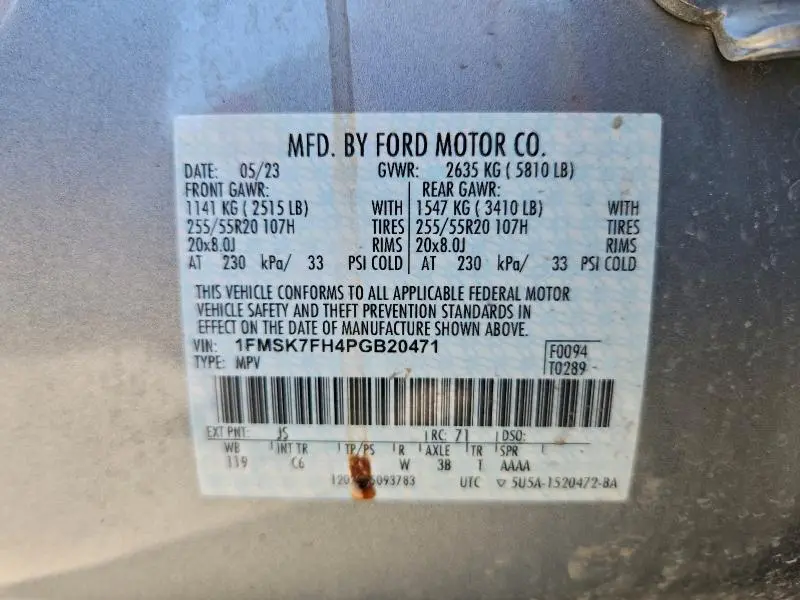 MFD. BY FORD MOTOR CO.
DATE: 05/23 GVWR: 2635 KG ( 5810 LB)
FRONT GAWR: REAR GAWR:
1141 KG ( 2515 LB) WITH 1547 KG ( 3410 LB) WITH
255/55R20 107H TIRES 255/55R20 107H TIRES
20x8.0J RIMS 20x8.0J RIMS
AT 230 kPa/ 33 PSI COLD AT 230 kPa/ 33 PSI COLD
THIS VEHICLE CONFORMS TO ALL APPLICABLE FEDERAL MOTOR
VEHICLE SAFETY AND THEFT PREVENTION STANDARDS IN
EFFECT ON THE DATE OF MANUFACTURE SHOWN ABOVE.
VIN: 1FMSK7FH4PGB20471 F0094
TYPE: MPV T0289
EXT PNT: JS RC: 71 DSO:
WB INT TR TP/PS R AXLE TR SPR
119 C6 W 3B T AAAA
UTC ▽ 5U5A-1520472-BA